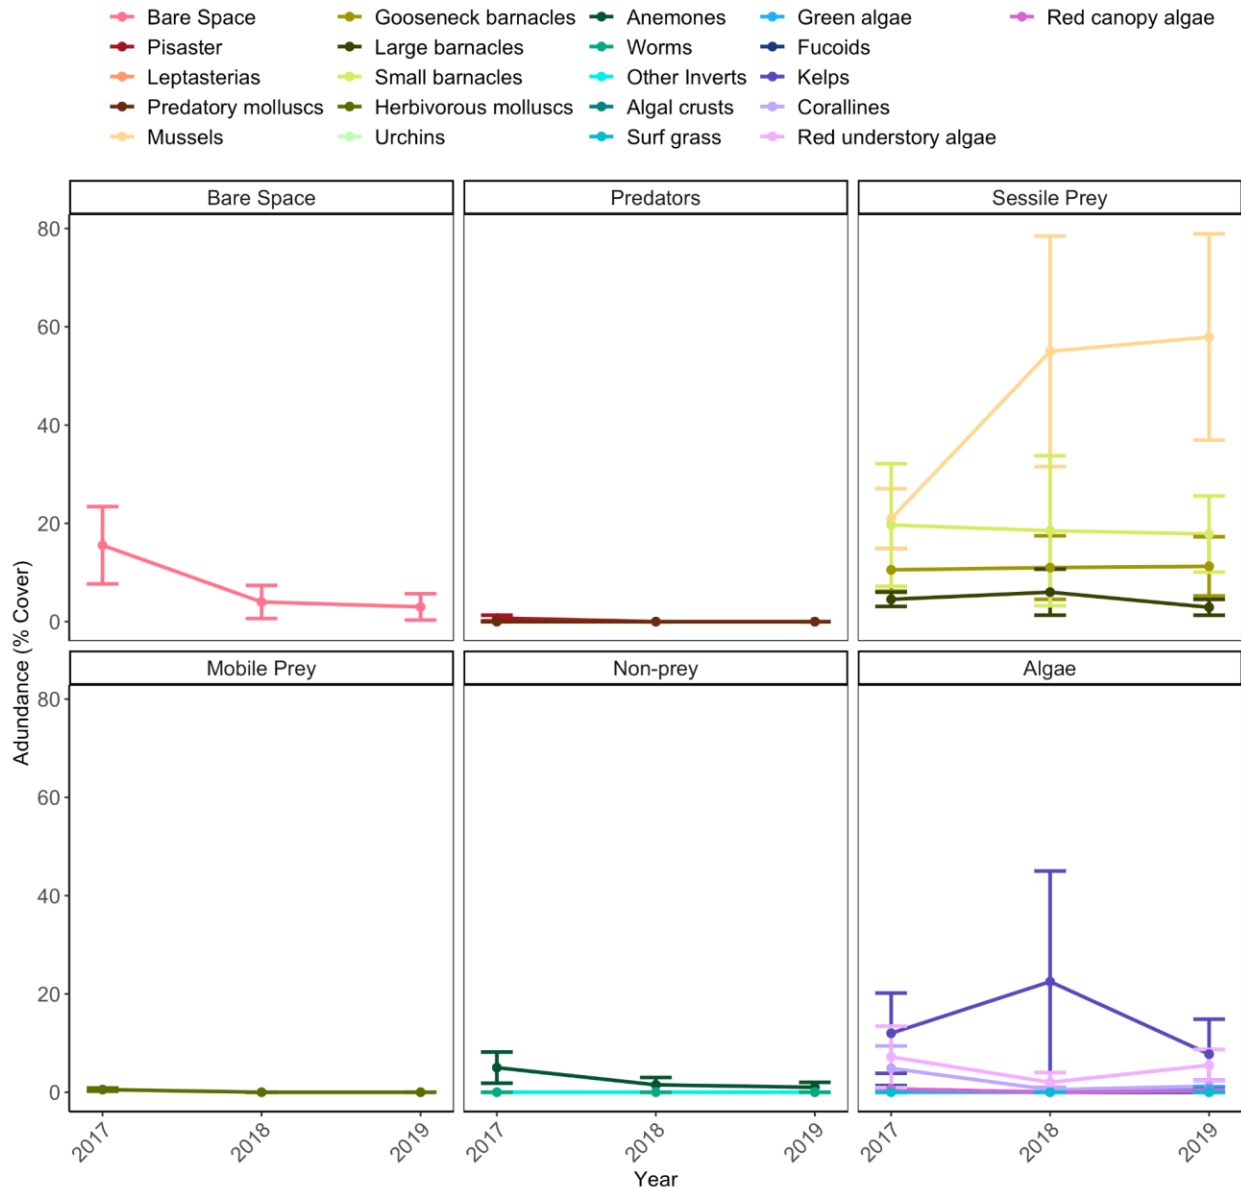 Bare Space Gooseneck barnacles Anemones Green algae Red canopy algae
Pisaster Large barnacles Worms Fucoids
Leptasterias Small barnacles Other Inverts Kelps
Predatory molluscs Herbivorous molluscs Algal crusts Corallines
Mussels Urchins Surf grass Red understory algae
Bare Space Predators Sessile Prey
80
60
40
20
0
Adundance (% Cover)
Mobile Prey Non-prey Algae
80
60
40
20
0
2017 2018 2019 2017 2018 2019 2017 2018 2019
Year